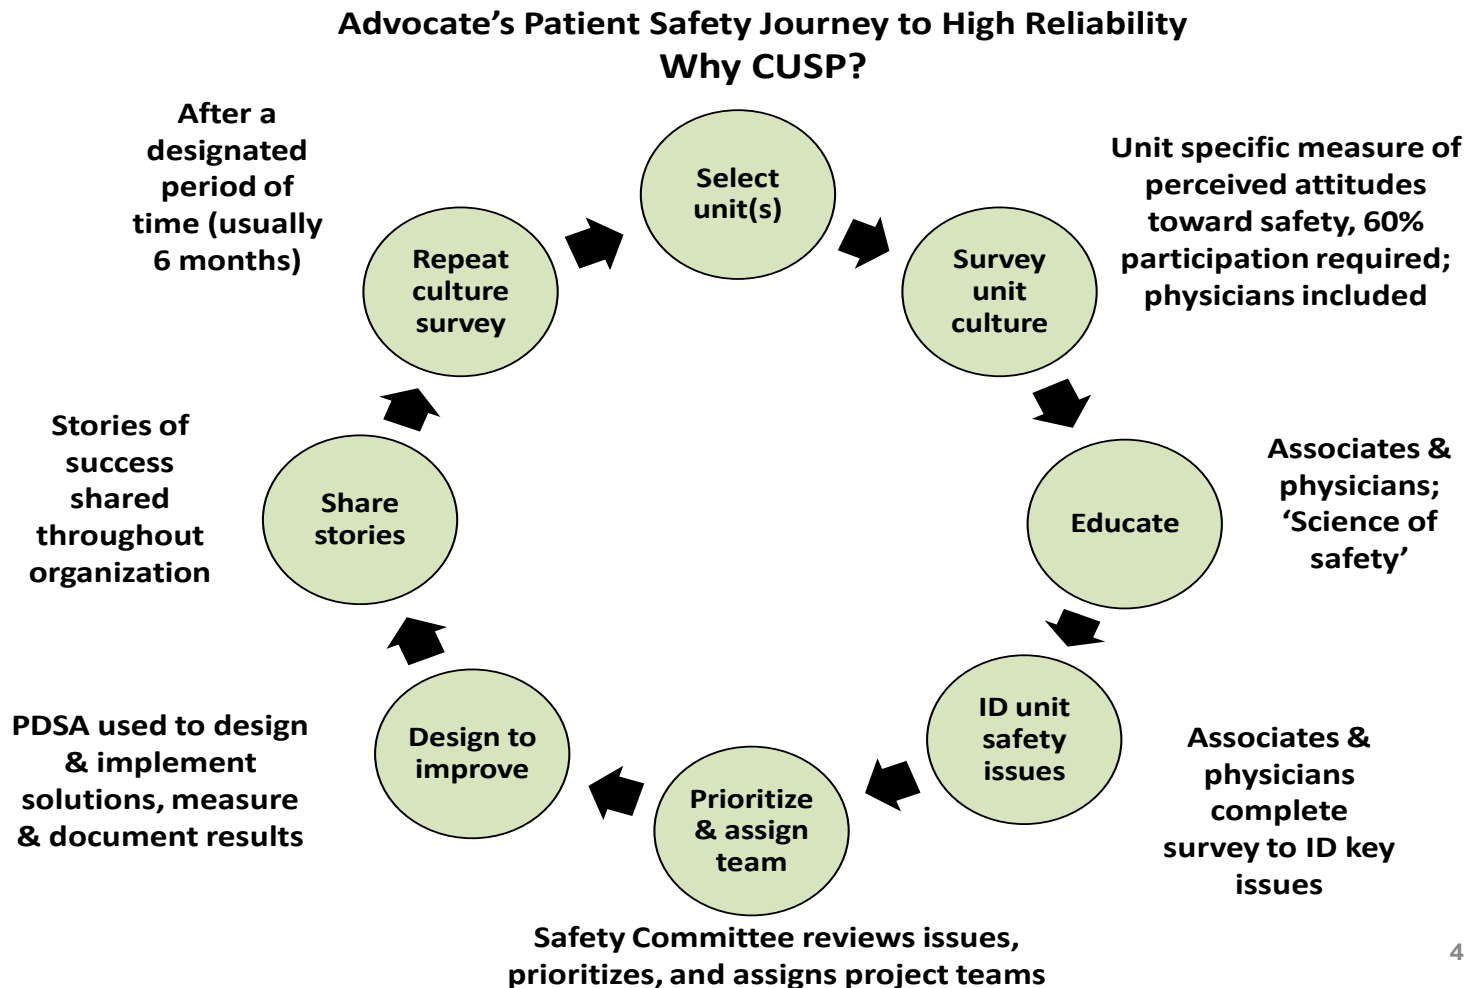 Advocate’s Patient Safety Journey to High Reliability
Why CUSP?
Select
unit(s)
Survey
unit
culture
Unit specific measure of
perceived attitudes
toward safety, 60%
participation required;
physicians included
Educate
Associates &
physicians;
‘Science of
safety’
ID unit
safety
issues
Associates &
physicians
complete
survey to ID key
issues
Prioritize
& assign
team
Safety Committee reviews issues,
prioritizes, and assigns project teams
Design to
improve
PDSA used to design
& implement
solutions, measure
& document results
Share
stories
Stories of
success
shared
throughout
organization
Repeat
culture
survey
After a
designated
period of
time (usually
6 months)
4